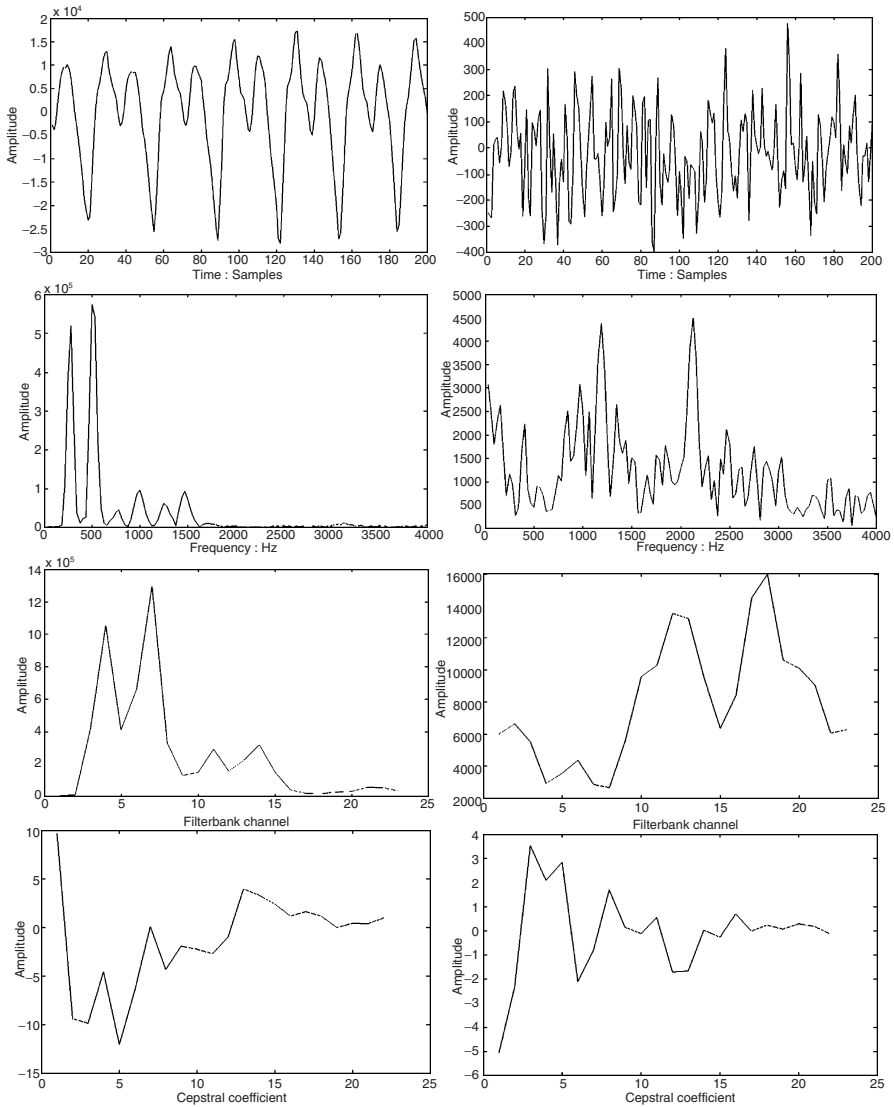 2 × 10⁴
1.5
1
0.5
0
−0.5
−1
−1.5
−2
−2.5
−3
Amplitude
0 20 40 60 80 100 120 140 160 180 200
Time : Samples
500
400
300
200
100
0
−100
−200
−300
−400
Amplitude
0 20 40 60 80 100 120 140 160 180 200
Time : Samples
6 × 10⁵
5
4
3
2
1
0
Amplitude
0 500 1000 1500 2000 2500 3000 3500 4000
Frequency : Hz
5000
4500
4000
3500
3000
2500
2000
1500
1000
500
0
Amplitude
0 500 1000 1500 2000 2500 3000 3500 4000
Frequency : Hz
14 × 10⁵
12
10
8
6
4
2
0
Amplitude
0 5 10 15 20 25
Filterbank channel
16000
14000
12000
10000
8000
6000
4000
2000
Amplitude
0 5 10 15 20 25
Filterbank channel
10
5
0
−5
−10
−15
Amplitude
0 5 10 15 20 25
Cepstral coefficient
4
3
2
1
0
−1
−2
−3
−4
−5
−6
Amplitude
0 5 10 15 20 25
Cepstral coefficient